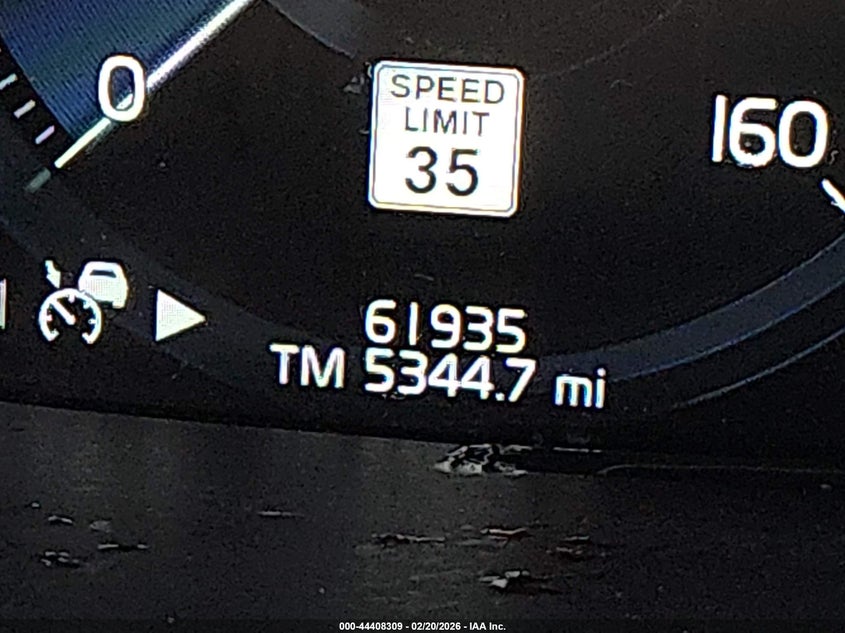 0
SPEED
LIMIT
35
160
61935
TM 5344.7 mi
000-44408309 - 02/20/2026 - IAA Inc.